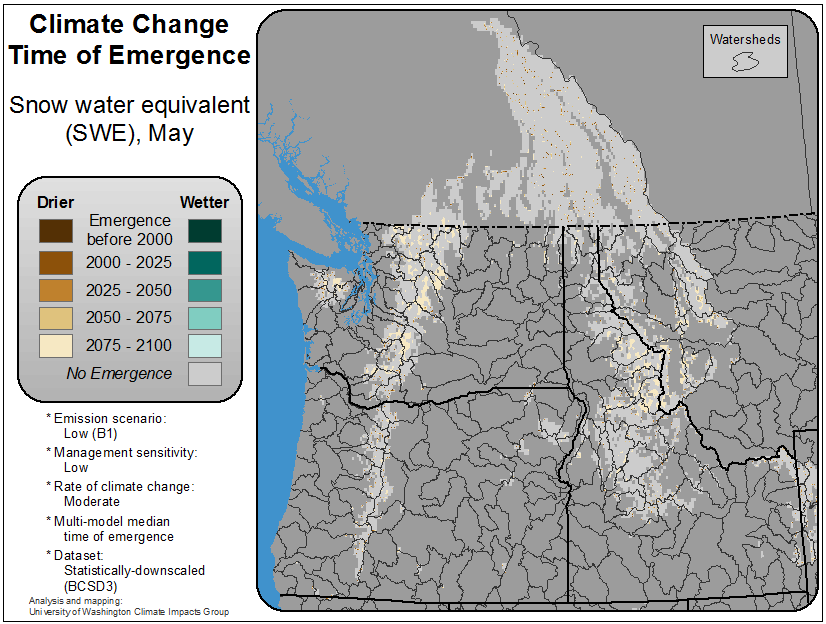 Climate Change
Time of Emergence
Snow water equivalent
(SWE), May
Drier
Wetter
Emergence
before 2000
2000 - 2025
2025 - 2050
2050 - 2075
2075 - 2100
No Emergence
* Emission scenario:
Low (B1)
* Management sensitivity:
Low
* Rate of climate change:
Moderate
* Multi-model median
time of emergence
* Dataset:
Statistically-downscaled
(BCSD3)
Analysis and mapping:
University of Washington Climate Impacts Group
Watersheds